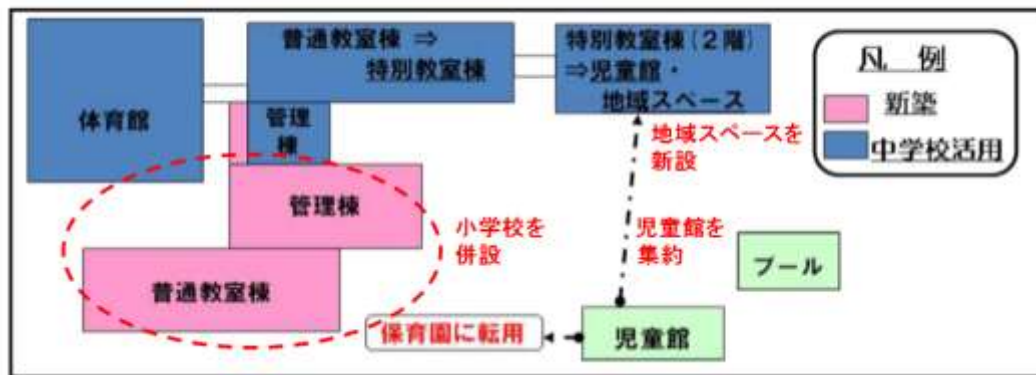 体育館
普通教室棟 ⇒
特別教室棟
特別教室棟(2階)
⇒児童館・
地域スペース
凡 例
新築
中学校活用
管理
棟
地域スペースを
新設
管理棟
小学校を
併設
児童館を
集約
プール
普通教室棟
保育園に転用
児童館